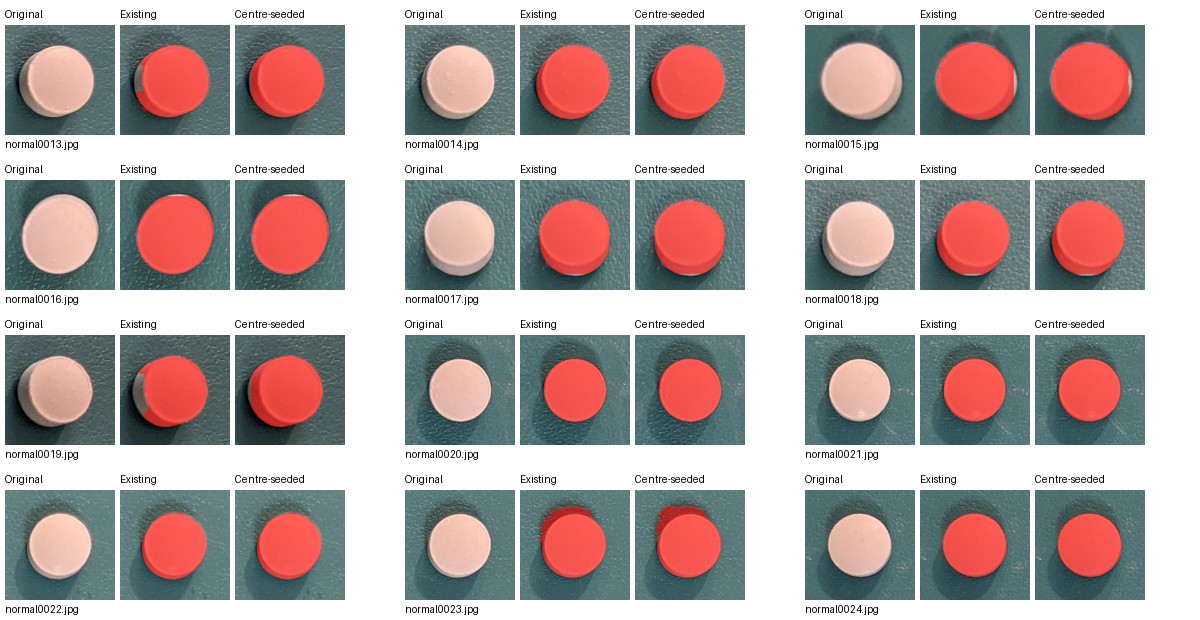 Original Existing Centre-seeded Original Existing Centre-seeded Original Existing Centre-seeded
normal0013.jpg normal0014.jpg normal0015.jpg
Original Existing Centre-seeded Original Existing Centre-seeded Original Existing Centre-seeded
normal0016.jpg normal0017.jpg normal0018.jpg
Original Existing Centre-seeded Original Existing Centre-seeded Original Existing Centre-seeded
normal0019.jpg normal0020.jpg normal0021.jpg
Original Existing Centre-seeded Original Existing Centre-seeded Original Existing Centre-seeded
normal0022.jpg normal0023.jpg normal0024.jpg